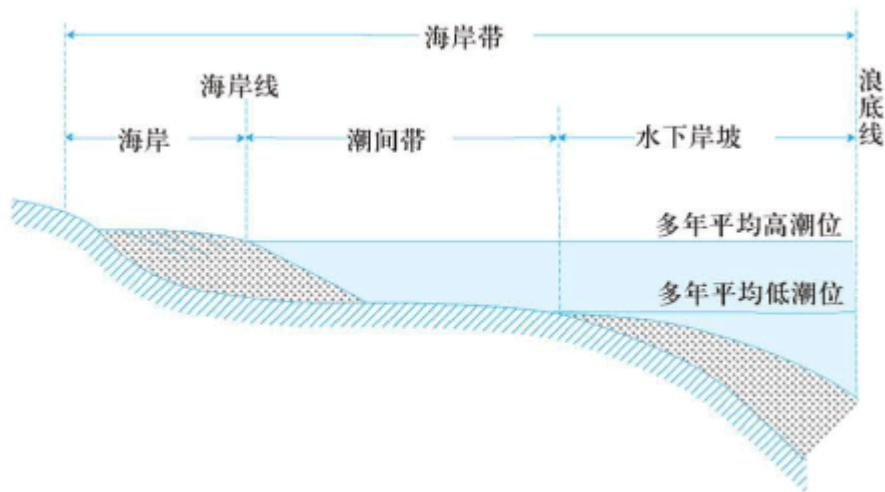 海岸带
海岸线
浪底线
海岸
潮间带
水下岸坡
多年平均高潮位
多年平均低潮位